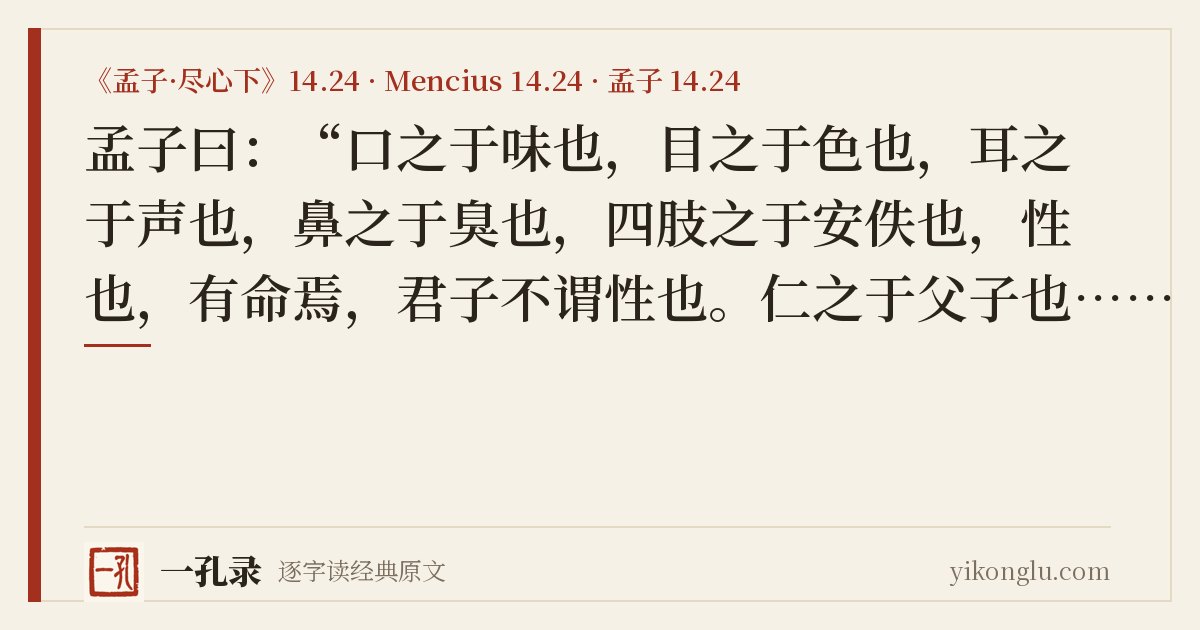 《孟子·尽心下》14.24 · Mencius 14.24 · 孟子 14.24
孟子曰：“口之于味也，目之于色也，耳之
于声也，鼻之于臭也，四肢之于安佚也，性
也，有命焉，君子不谓性也。仁之于父子也……
一孔
一孔录 逐字读经典原文
yikonglu.com